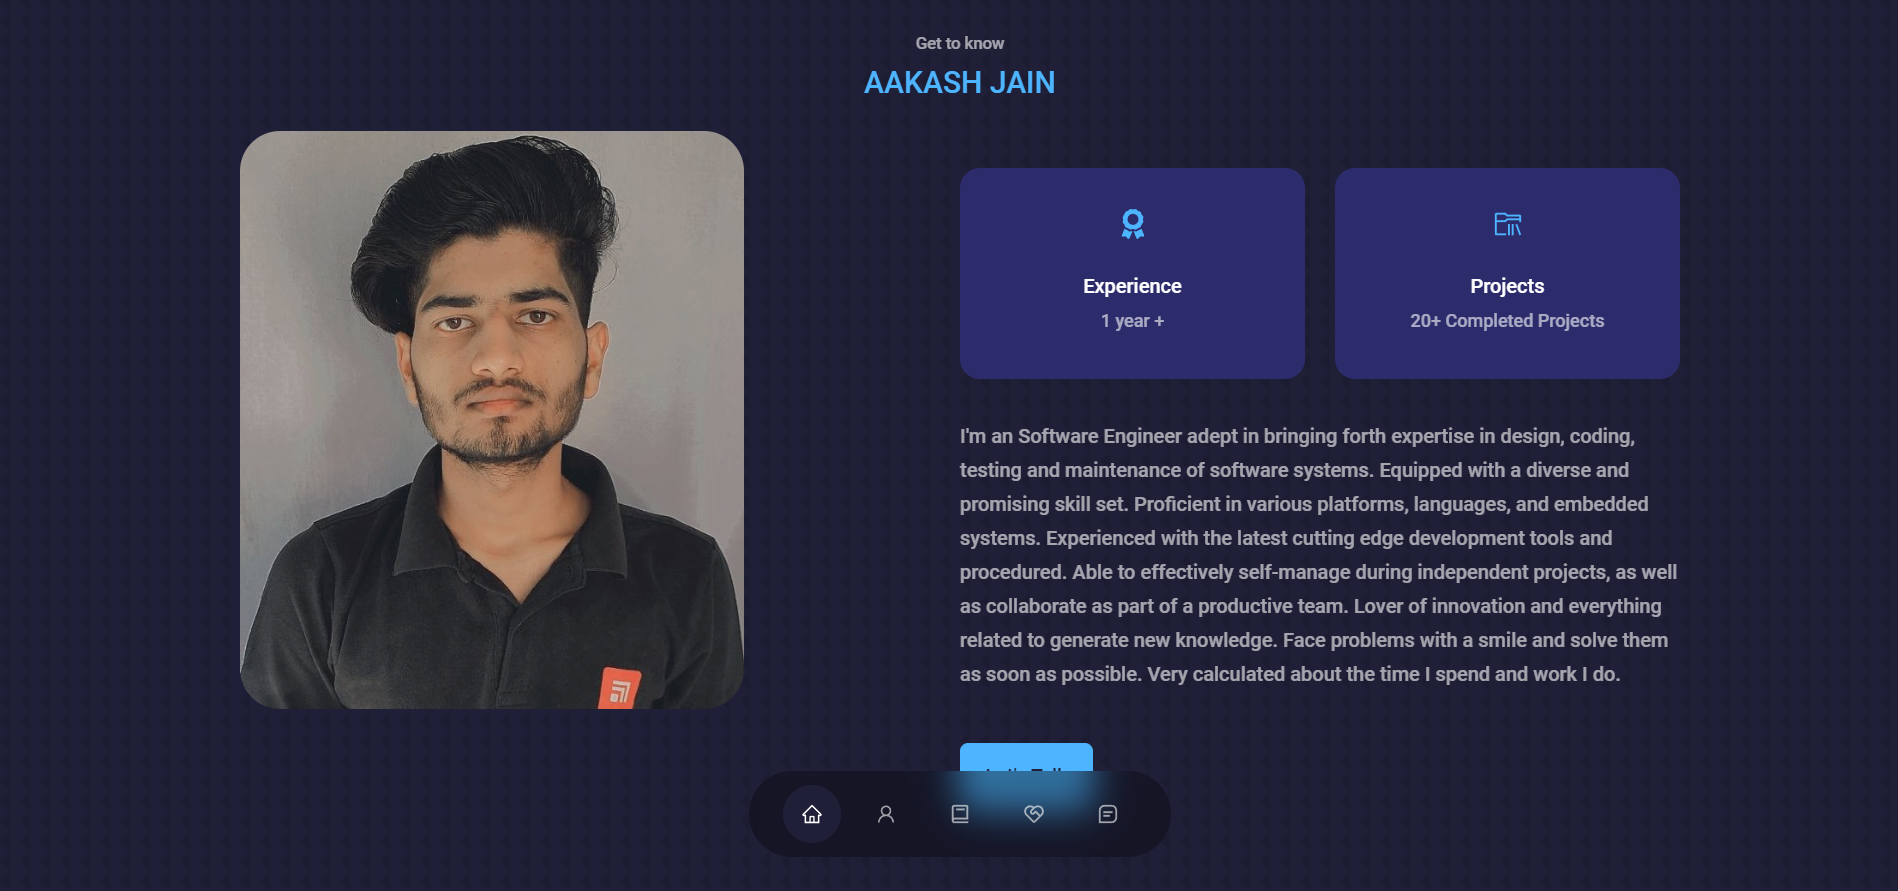 Get to know
AAKASH JAIN
Experience
1 year +
Projects
20+ Completed Projects
I'm an Software Engineer adept in bringing forth expertise in design, coding,
testing and maintenance of software systems. Equipped with a diverse and
promising skill set. Proficient in various platforms, languages, and embedded
systems. Experienced with the latest cutting edge development tools and
procedured. Able to effectively self-manage during independent projects, as well
as collaborate as part of a productive team. Lover of innovation and everything
related to generate new knowledge. Face problems with a smile and solve them
as soon as possible. Very calculated about the time I spend and work I do.